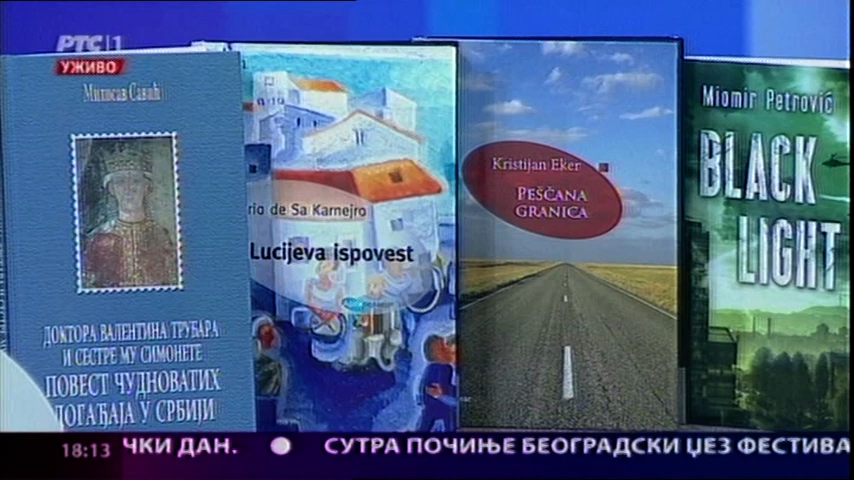 РТС 1
УЖИВО
Милисав Савић
ДОКТОРА ВАЛЕНТИНА ТРУБАРА
И СЕСТРЕ МУ СИМОНЕТЕ
ПОВЕСТ ЧУДНОВАТИХ
ДОГАЂАЈА У СРБИЈИ
rio de Sa Karnejro
Lucijeva ispovest
Kristijan Eker
PEŠČANA
GRANICA
Miomir Petrović
BLACK
LIGHT
18:13 ЧКИ ДАН. СУТРА ПОЧИЊЕ БЕОГРАДСКИ ЏЕЗ ФЕСТИВА